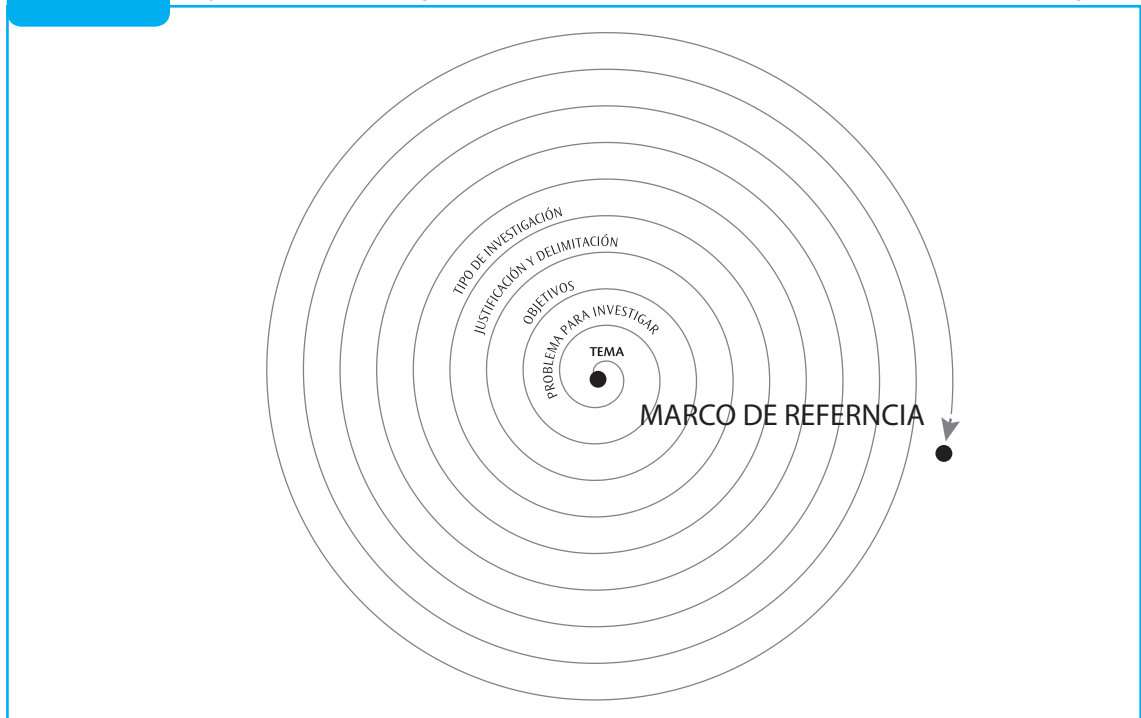 TIPO DE INVESTIGACIÓN
JUSTIFICACIÓN Y DELIMITACIÓN
OBJETIVOS
PROBLEMA PARA INVESTIGAR
TEMA
MARCO DE REFERNCIA